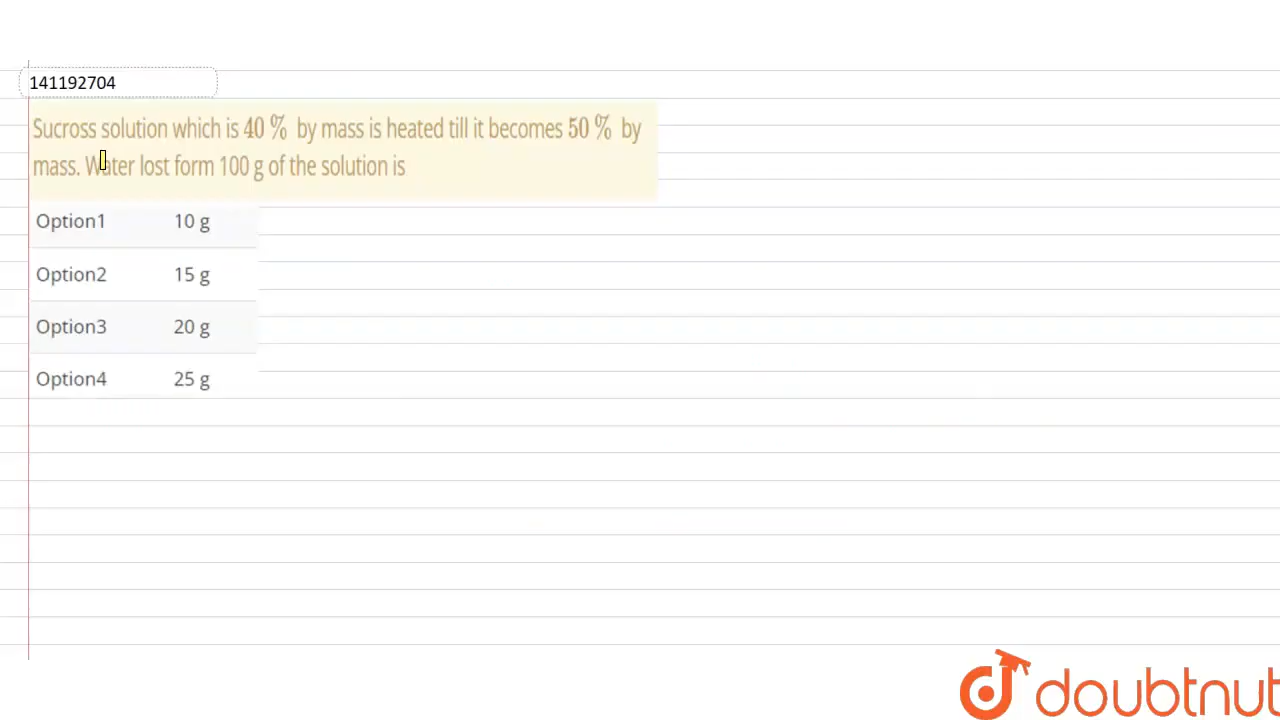 141192704
Sucross solution which is 40 % by mass is heated till it becomes 50 % by
mass. Water lost form 100 g of the solution is
Option1 10 g
Option2 15 g
Option3 20 g
Option4 25 g
doubtnut